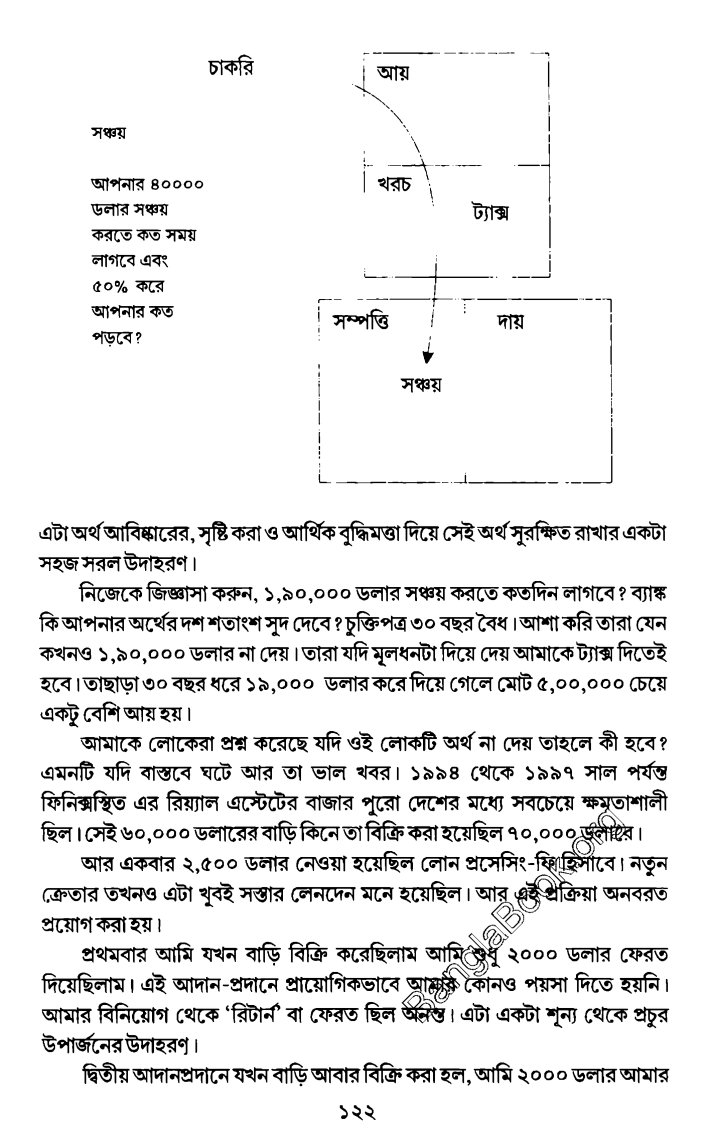 চাকরি
আয়
সঞ্চয়
আপনার ৪০০০০
ডলার সঞ্চয়
করতে কত সময়
লাগবে এবং
৫০% করে
আপনার কত
পড়বে?
খরচ
ট্যাক্স
সম্পত্তি দায়
সঞ্চয়
এটা অর্থ আবিষ্কারের, সৃষ্টি করা ও আর্থিক বুদ্ধিমত্তা দিয়ে সেই অর্থ সুরক্ষিত রাখার একটা
সহজ সরল উদাহরণ।
নিজেকে জিজ্ঞাসা করুন, ১,৯০,০০০ ডলার সঞ্চয় করতে কতদিন লাগবে? ব্যাঙ্ক
কি আপনার অর্থের দশ শতাংশ সুদ দেবে? চুক্তিপত্র ৩০ বছর বৈধ। আশা করি তারা যেন
কখনও ১,৯০,০০০ ডলার না দেয়। তারা যদি মূলধনটা দিয়ে দেয় আমাকে ট্যাক্স দিতেই
হবে। তাছাড়া ৩০ বছর ধরে ১৯,০০০ ডলার করে দিয়ে গেলে মোট ৫,০০,০০০ চেয়ে
একটু বেশি আয় হয়।
আমাকে লোকেরা প্রশ্ন করেছে যদি ওই লোকটি অর্থ না দেয় তাহলে কী হবে?
এমনটি যদি বাস্তবে ঘটে আর তা ভাল খবর। ১৯৯৪ থেকে ১৯৯৭ সাল পর্যন্ত
ফিনিক্সস্থিত এর রিয়্যাল এস্টেটের বাজার পুরো দেশের মধ্যে সবচেয়ে ক্ষমতাশালী
ছিল। সেই ৬০,০০০ ডলারের বাড়ি কিনে তা বিক্রি করা হয়েছিল ৭০,০০০ ডলারে।
আর একবার ২,৫০০ ডলার নেওয়া হয়েছিল লোন প্রসেসিং-ফি হিসাবে। নতুন
ক্রেতার তখনও এটা খুবই সস্তার লেনদেন মনে হয়েছিল। আর এই প্রক্রিয়া অনবরত
প্রয়োগ করা হয়।
প্রথমবার আমি যখন বাড়ি বিক্রি করেছিলাম আমি শুধু ২০০০ ডলার ফেরত
দিয়েছিলাম। এই আদান-প্রদানে প্রায়োগিকভাবে আমায় কোনও পয়সা দিতে হয়নি।
আমার বিনিয়োগ থেকে ‘রিটার্ন’ বা ফেরত ছিল অনন্ত। এটা একটা শূন্য থেকে প্রচুর
উপার্জনের উদাহরণ।
দ্বিতীয় আদানপ্রদানে যখন বাড়ি আবার বিক্রি করা হল, আমি ২০০০ ডলার আমার
১২২
BanglaBook.org